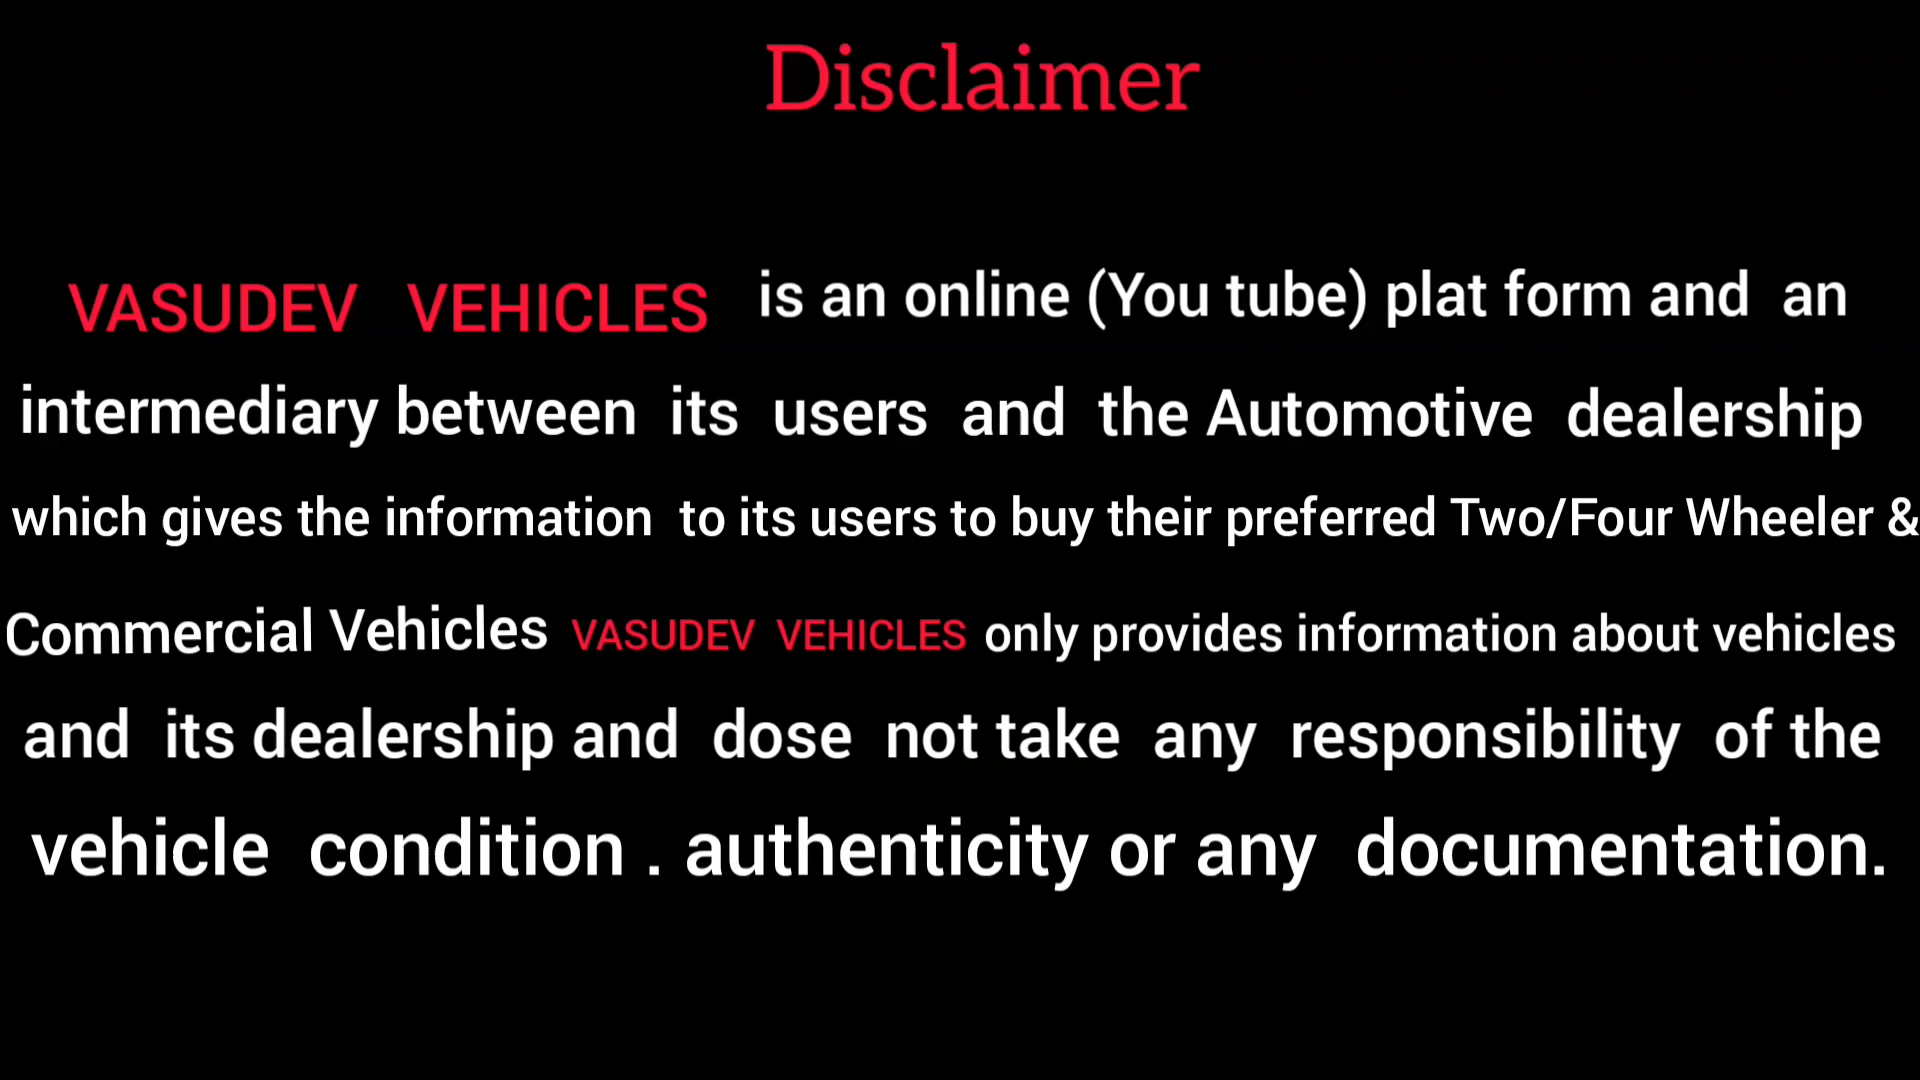 Disclaimer
VASUDEV VEHICLES is an online (You tube) plat form and an
intermediary between its users and the Automotive dealership
which gives the information to its users to buy their preferred Two/Four Wheeler &
Commercial Vehicles VASUDEV VEHICLES only provides information about vehicles
and its dealership and dose not take any responsibility of the
vehicle condition . authenticity or any documentation.